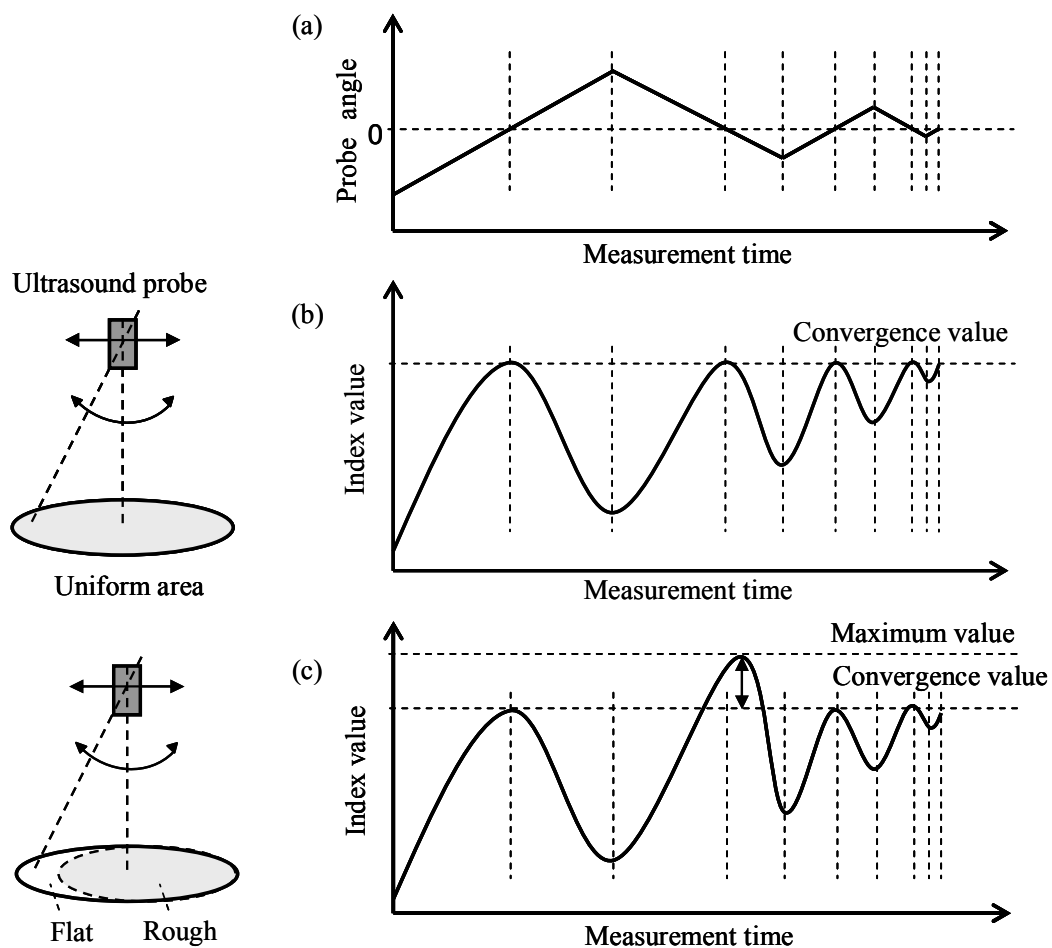 (a)
Probe angle
0
Measurement time
Ultrasound probe
(b)
Convergence value
Index value
Uniform area
Measurement time
(c)
Maximum value
Convergence value
Index value
Flat
Rough
Measurement time